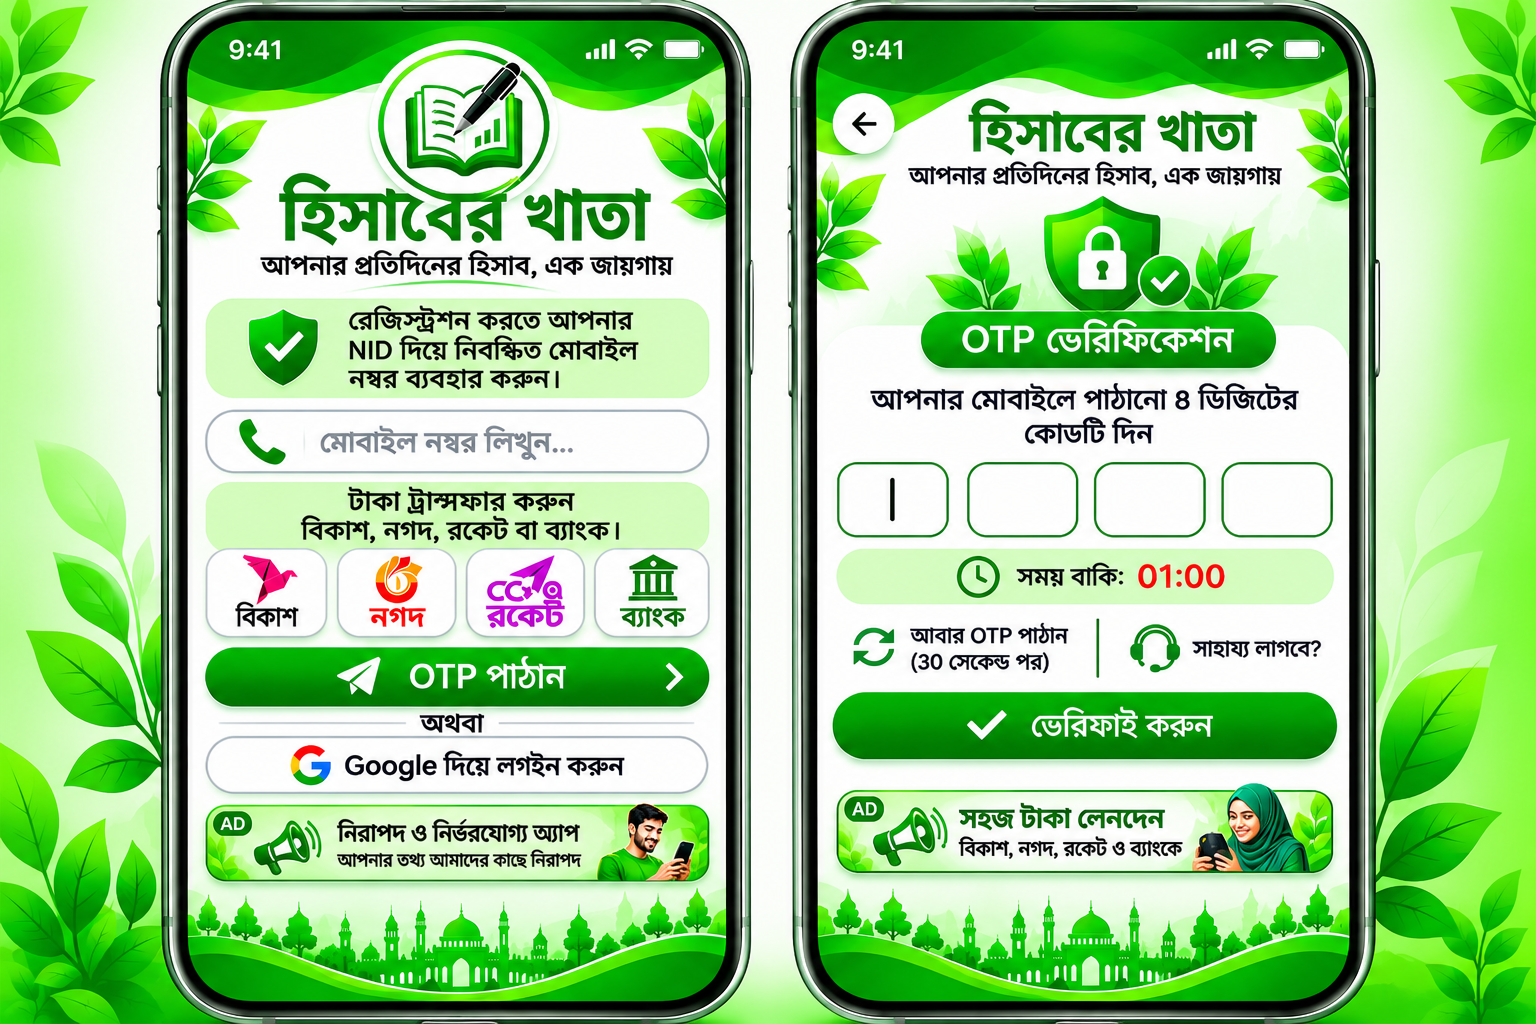 9:41
হিসাবের খাতা
আপনার প্রতিদিনের হিসাব, এক জায়গায়
রেজিস্ট্রশন করতে আপনার
NID দিয়ে নিবন্ধিত মোবাইল
নম্বর ব্যবহার করুন।
মোবাইল নম্বর লিখুন...
টাকা ট্রান্সফার করুন
বিকাশ, নগদ, রকেট বা ব্যাংক।
বিকাশ
নগদ
রকেট
ব্যাংক
OTP পাঠান
অথবা
G Google দিয়ে লগইন করুন
AD
নিরাপদ ও নির্ভরযোগ্য অ্যাপ
আপনার তথ্য আমাদের কাছে নিরাপদ
9:41
হিসাবের খাতা
আপনার প্রতিদিনের হিসাব, এক জায়গায়
OTP ভেরিফিকেশন
আপনার মোবাইলে পাঠানো 8 ডিজিটের
কোডটি দিন
সময় বাকি: 01:00
আবার OTP পাঠান
(30 সেকেন্ড পর)
সাহায্য লাগবে?
ভেরিফাই করুন
AD
সহজ টাকা লেনদেন
বিকাশ, নগদ, রকেট ও ব্যাংকে